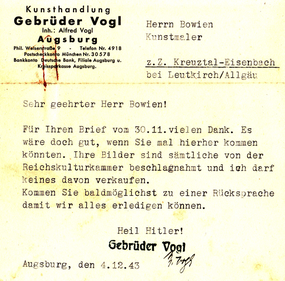 Kunsthandlung
Gebrüder Vogl
Inh.: Alfred Vogl
Augsburg
Phil. Welserstraße 9 - Telefon Nr. 4918
Postscheckkonto München Nr. 30578
Bankkonto Deutsche Bank, Filiale Augsburg u.
Kreissparkasse Augsburg.
Herrn Bowien
Kunstmaler
z.Z. Kreuztal-Eisenbach
bei Leutkirch/Allgäu
Sehr geehrter Herr Bowien!
Für Ihren Brief vom 30.11.vielen Dank. Es
wäre doch gut, wenn Sie mal hierher kommen
könnten. Ihre Bilder sind sämtliche von der
Reichskulturkammer beschlagnahmt und ich darf
keines davon verkaufen.
Kommen Sie baldmöglichst zu einer Rücksprache
damit wir alles erledigen können.
Heil Hitler!
Gebrüder Vogl
Augsburg, den 4.12.43